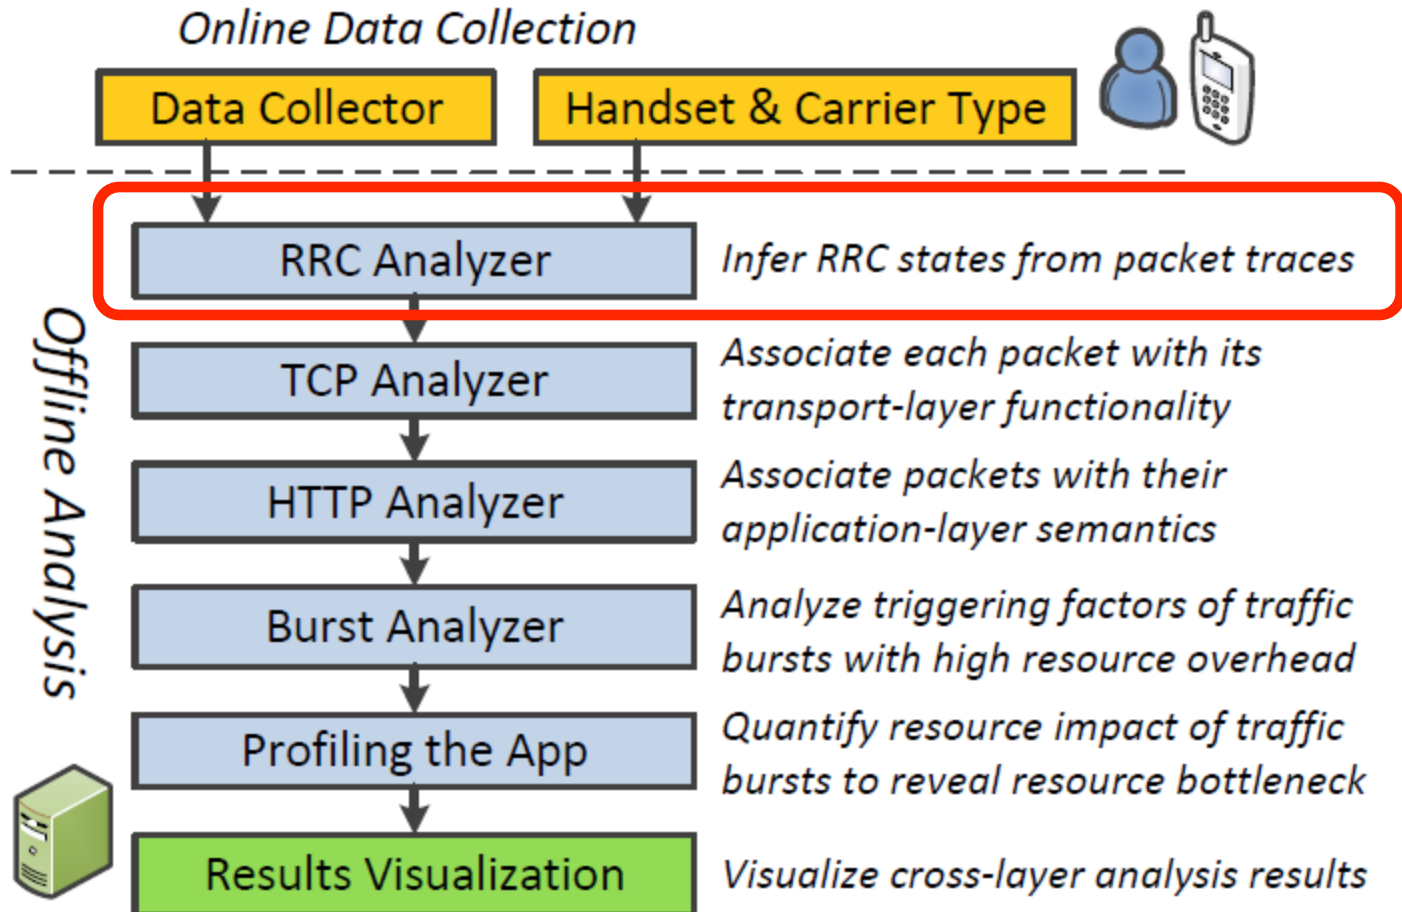 Online Data Collection
Data Collector
Handset & Carrier Type
RRC Analyzer
Infer RRC states from packet traces
Offline Analysis
TCP Analyzer
Associate each packet with its
transport-layer functionality
HTTP Analyzer
Associate packets with their
application-layer semantics
Burst Analyzer
Analyze triggering factors of traffic
bursts with high resource overhead
Profiling the App
Quantify resource impact of traffic
bursts to reveal resource bottleneck
Results Visualization
Visualize cross-layer analysis results